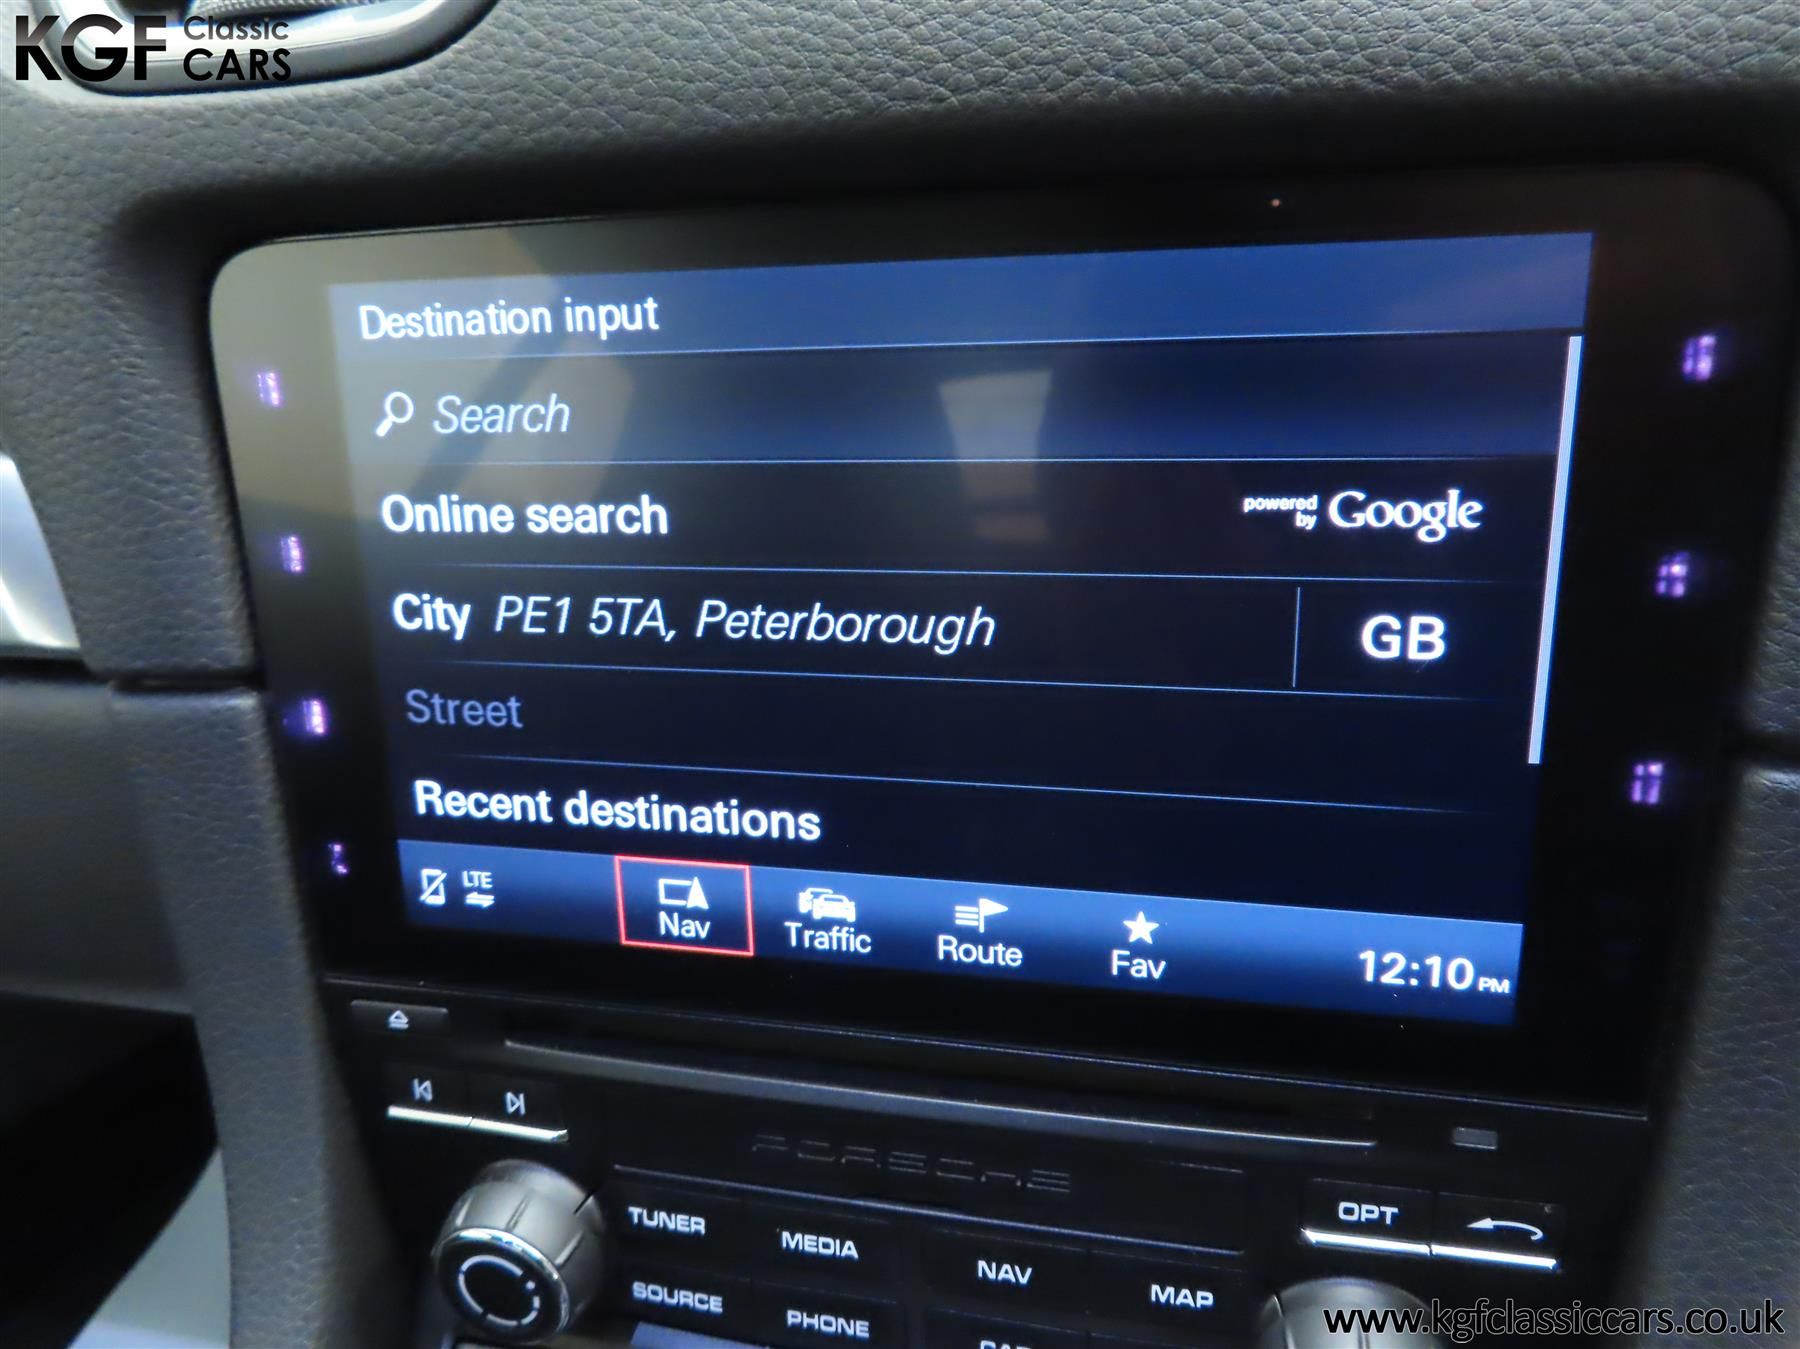 KGF Classic CARS
Destination input
Search
Online search powered by Google
City PE1 5TA, Peterborough GB
Street
Recent destinations
LTE
Nav Traffic Route Fav 12:10 PM
PORSCHE
TUNER MEDIA NAV MAP OPT
SOURCE PHONE
www.kgfclassiccars.co.uk